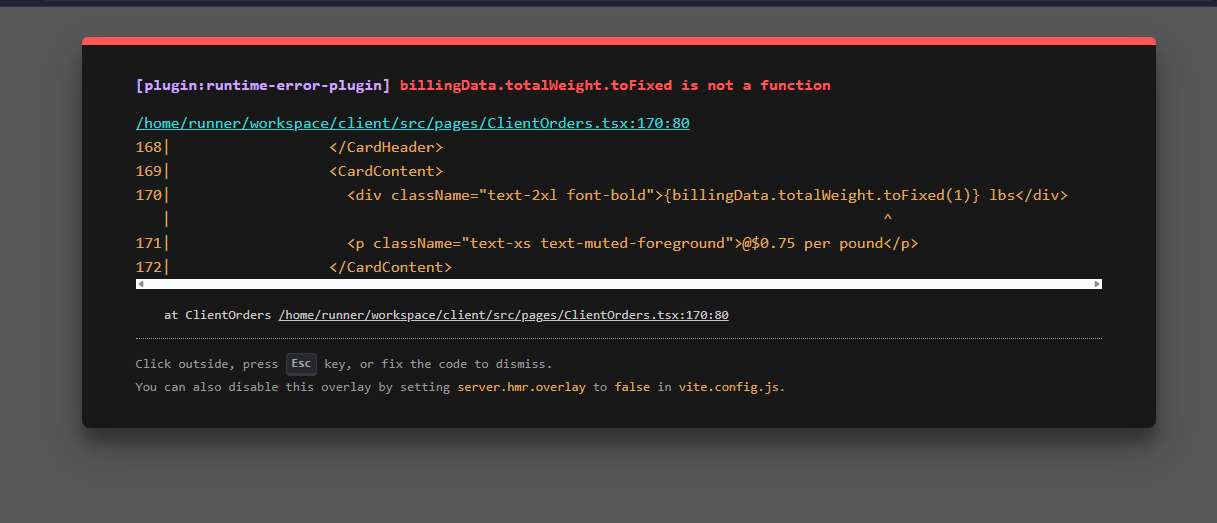 [plugin:runtime-error-plugin] billingData.totalWeight.toFixed is not a function
/home/runner/workspace/client/src/pages/ClientOrders.tsx:170:80
168|                  </CardHeader>
169|                  <CardContent>
170|                    <div className="text-2xl font-bold">{billingData.totalWeight.toFixed(1)} lbs</div>
   |                                                                                ^
171|                    <p className="text-xs text-muted-foreground">@$0.75 per pound</p>
172|                  </CardContent>
at ClientOrders /home/runner/workspace/client/src/pages/ClientOrders.tsx:170:80
Click outside, press Esc key, or fix the code to dismiss.
You can also disable this overlay by setting server.hmr.overlay to false in vite.config.js.